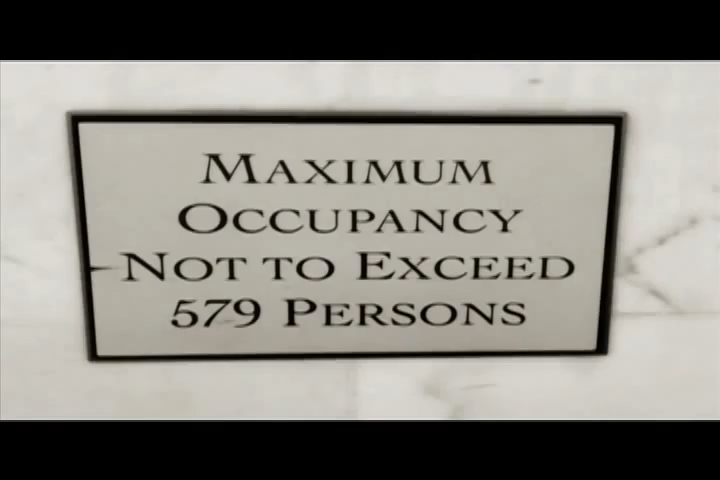 MAXIMUM
OCCUPANCY
NOT TO EXCEED
579 PERSONS